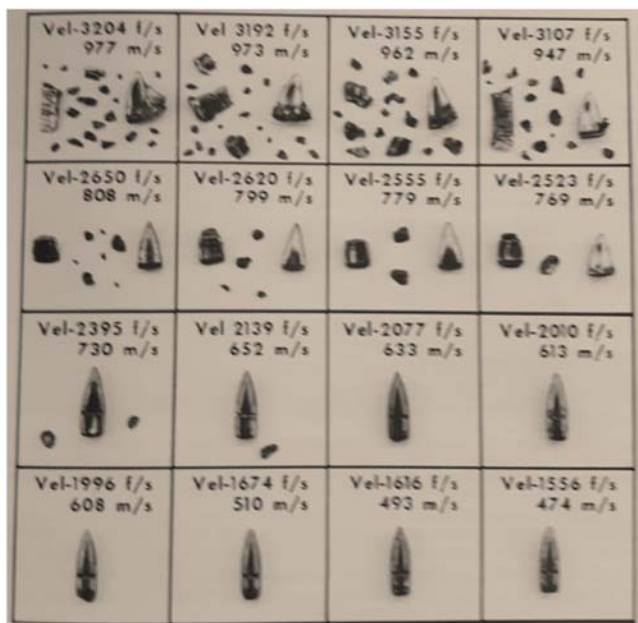 Vel-3204 f/s
977 m/s
Vel 3192 f/s
973 m/s
Vel-3155 f/s
962 m/s
Vel-3107 f/s
947 m/s
Vel-2650 f/s
808 m/s
Vel-2620 f/s
799 m/s
Vel-2555 f/s
779 m/s
Vel-2523 f/s
769 m/s
Vel-2395 f/s
730 m/s
Vel 2139 f/s
652 m/s
Vel-2077 f/s
633 m/s
Vel-2010 f/s
613 m/s
Vel-1996 f/s
608 m/s
Vel-1674 f/s
510 m/s
Vel-1616 f/s
493 m/s
Vel-1556 f/s
474 m/s